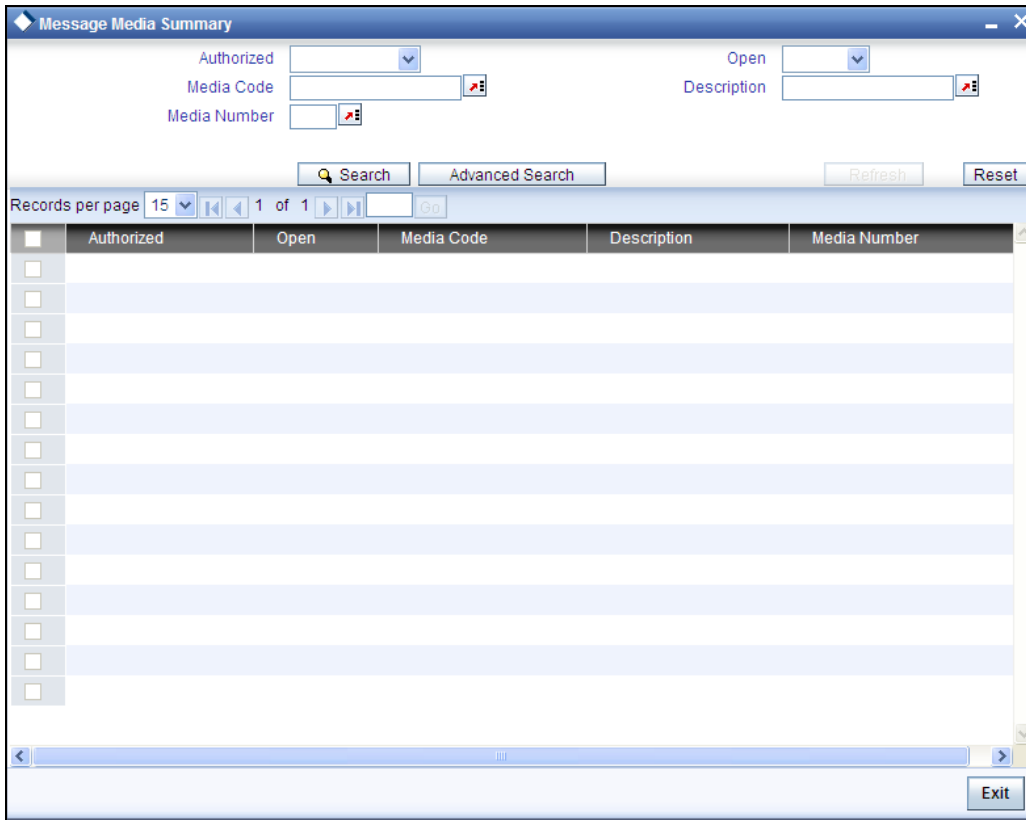 Message Media Summary
Authorized
Open
Media Code
Description
Media Number
Search Advanced Search Refresh Reset
Records per page 15 1 of 1 Go
Authorized Open Media Code Description Media Number
Exit